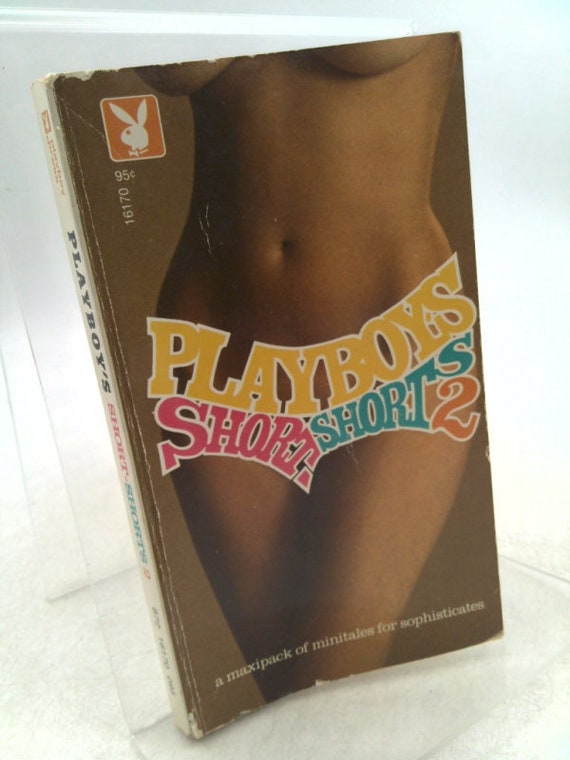 95¢
16170
PLAYBOY'S
SHORT-
SHORTS
2
a maxipack of minitales for sophisticates
PLAYBOY'S SHORT-SHORTS 2